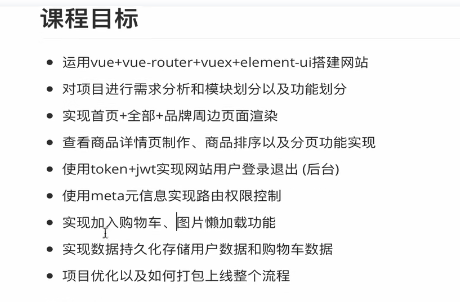 课程目标
运用vue+vue-router+vuex+element-ui搭建网站
对项目进行需求分析和模块划分以及功能划分
实现首页+全部+品牌周边页面渲染
查看商品详情页制作、商品排序以及分页功能实现
使用token+jwt实现网站用户登录退出 (后台)
使用meta元信息实现路由权限控制
实现加入购物车、图片懒加载功能
实现数据持久化存储用户数据和购物车数据
项目优化以及如何打包上线整个流程